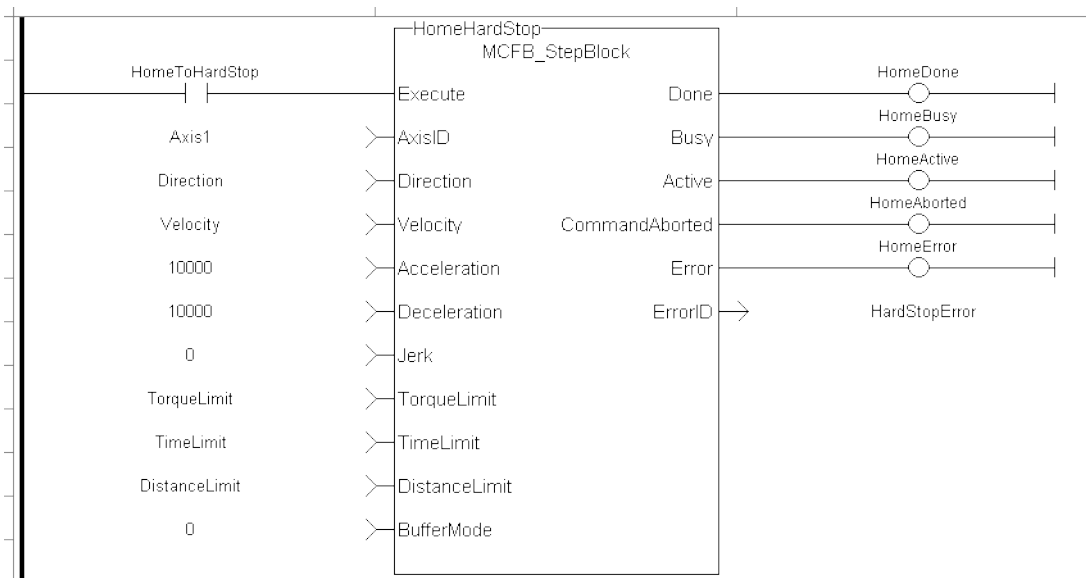 HomeHardStop
MCFB_StepBlock
HomeToHardStop
HomeDone
Execute
Done
HomeBusy
Axis1
AxisID
Busy
HomeActive
Direction
Direction
Active
HomeAborted
Velocity
Velocity
CommandAborted
HomeError
10000
Acceleration
Error
10000
Deceleration
ErrorID
HardStopError
0
Jerk
TorqueLimit
TorqueLimit
TimeLimit
TimeLimit
DistanceLimit
DistanceLimit
0
BufferMode